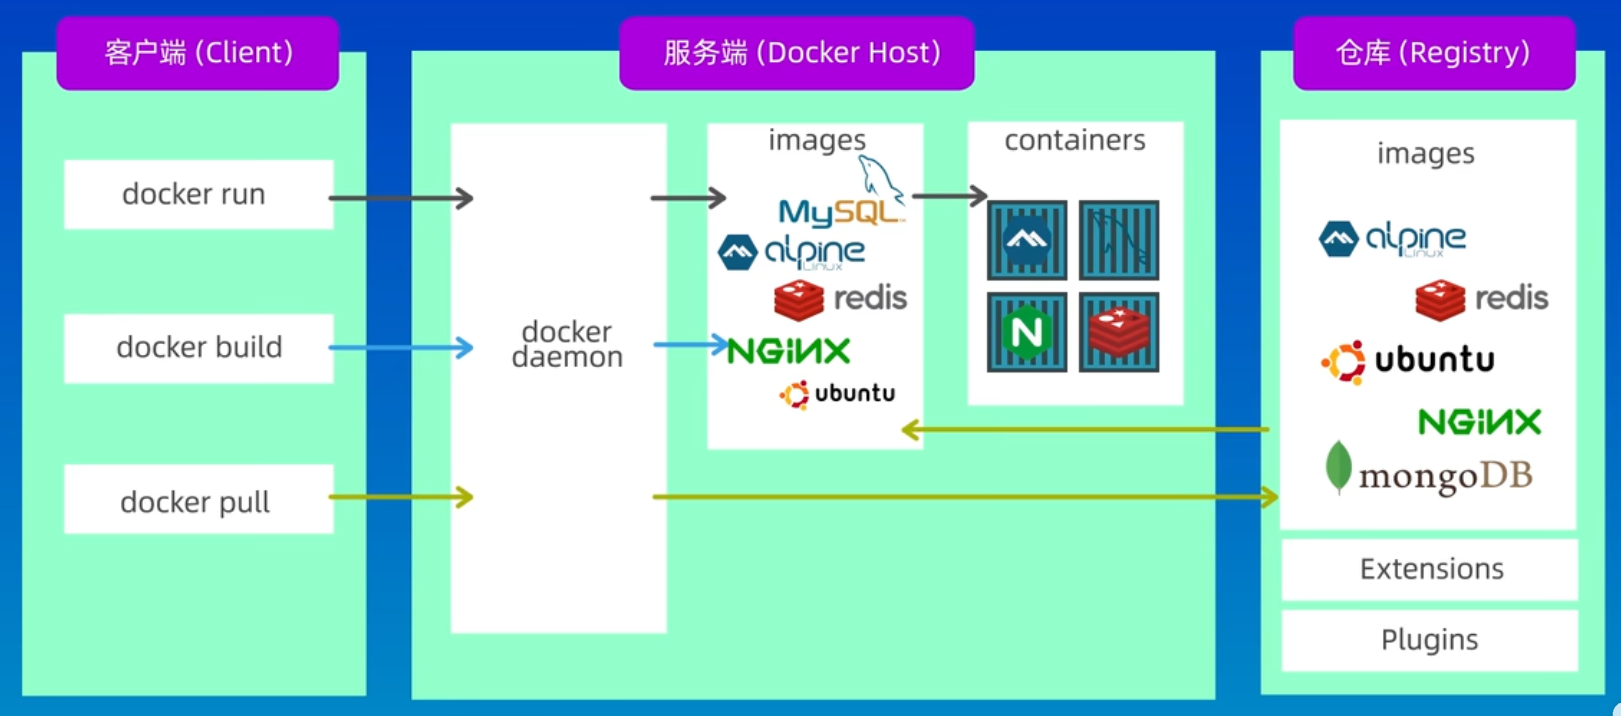 客户端 (Client)
服务端 (Docker Host)
仓库 (Registry)
docker run
docker build
docker pull
docker
daemon
images
MySQL
alpine
Linux
redis
NGINX
ubuntu
containers
N
images
alpine
Linux
redis
ubuntu
NGINX
mongoDB
Extensions
Plugins